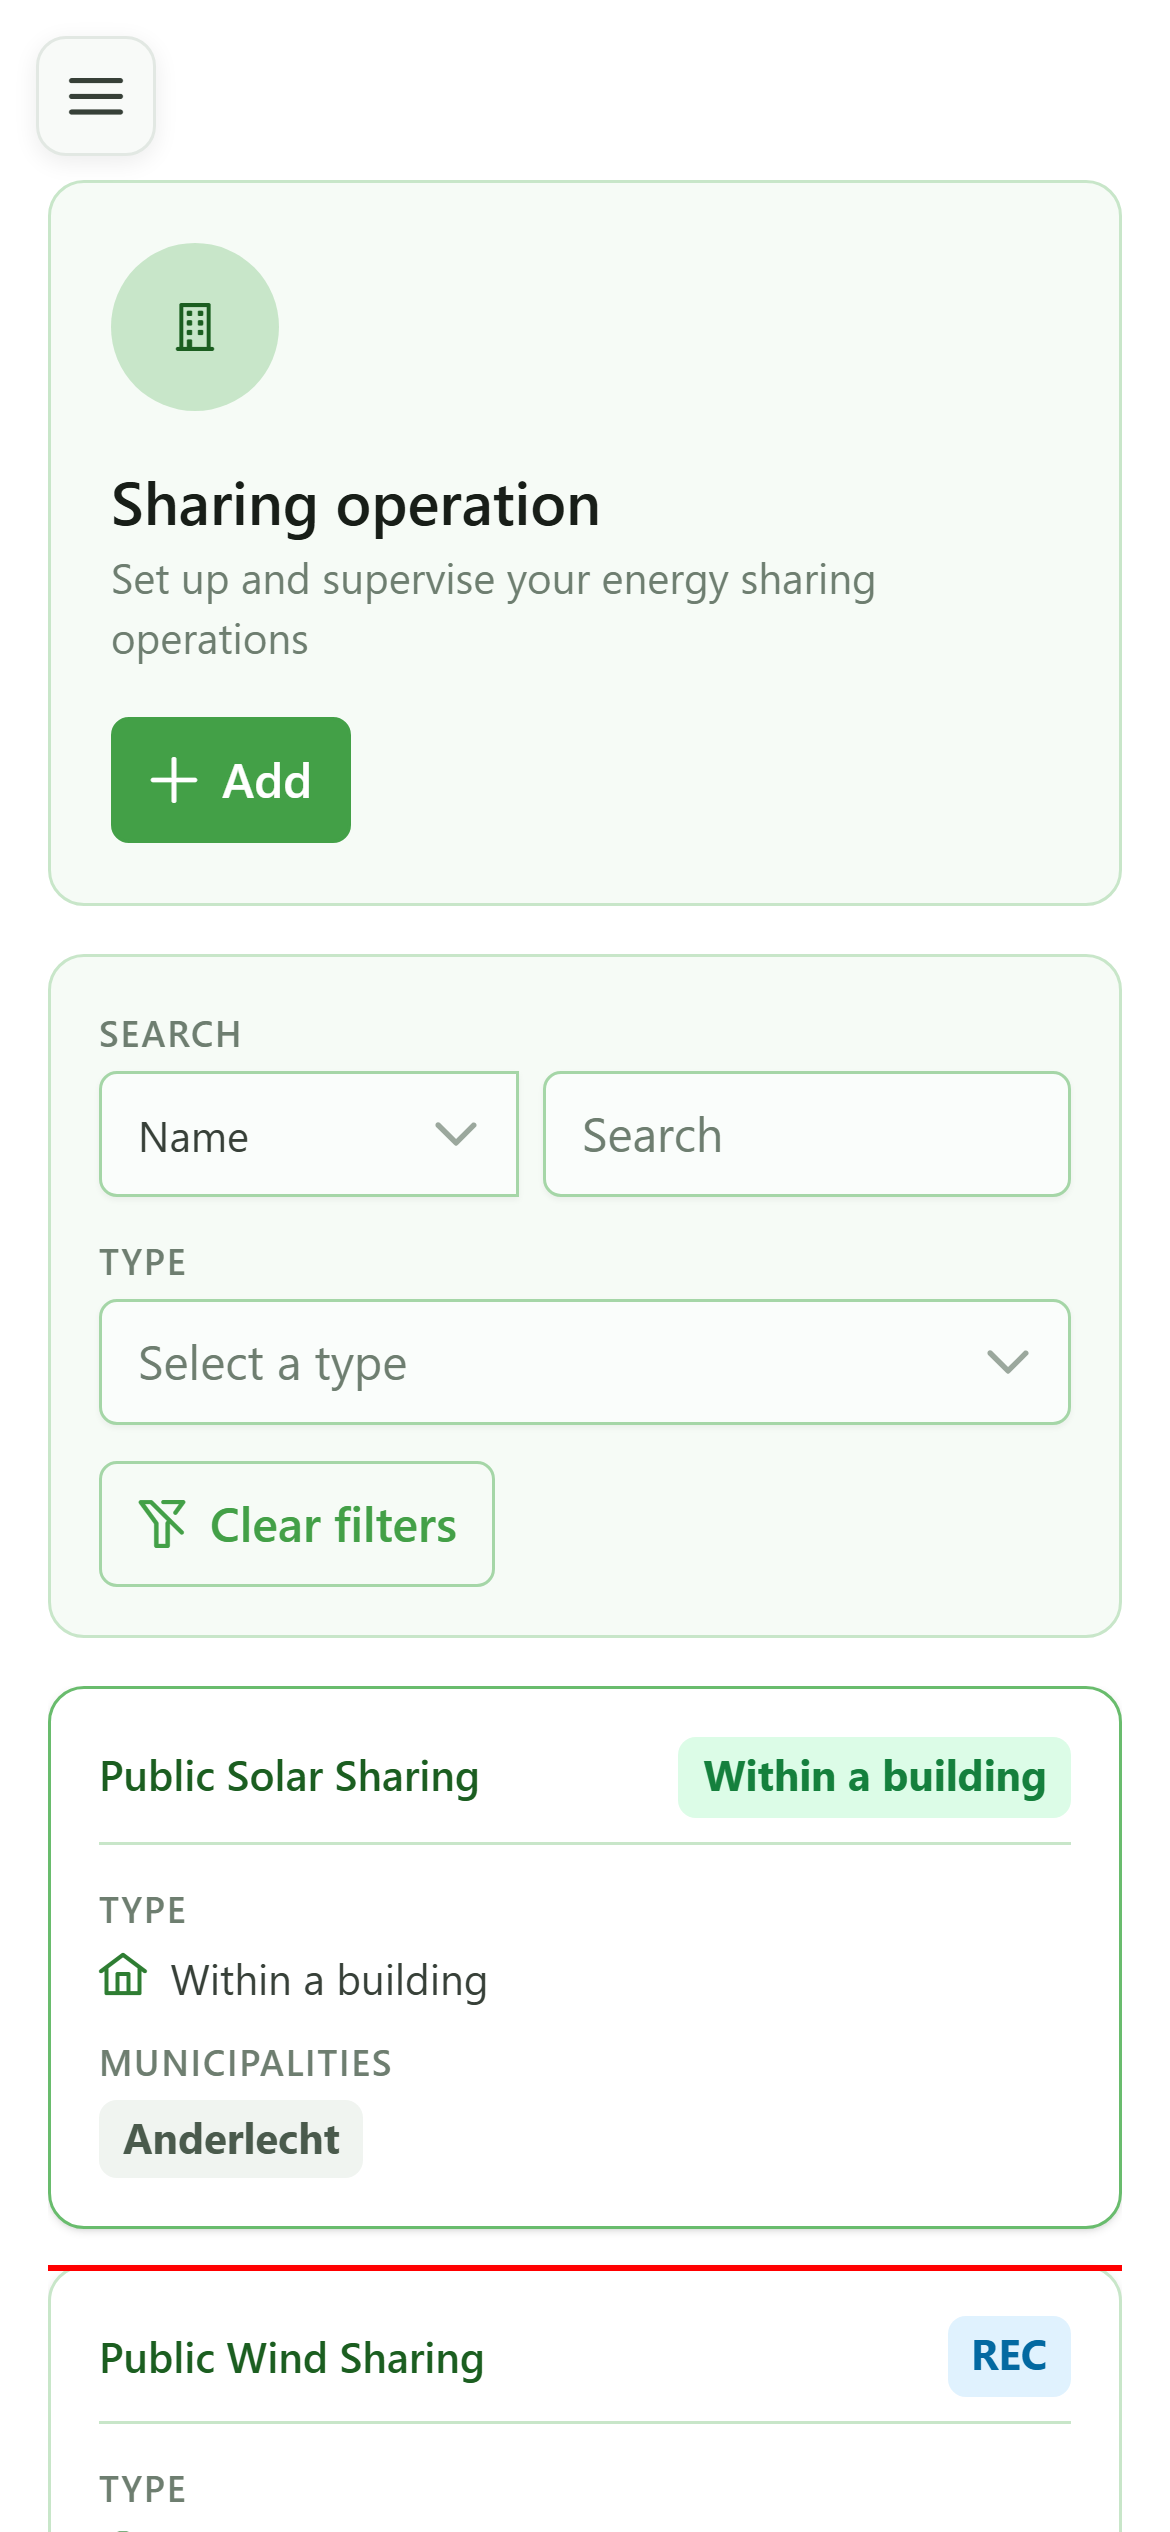 Sharing operation
Set up and supervise your energy sharing
operations
Add
SEARCH
Name
Search
TYPE
Select a type
Clear filters
Public Solar Sharing
Within a building
TYPE
Within a building
MUNICIPALITIES
Anderlecht
Public Wind Sharing
REC
TYPE